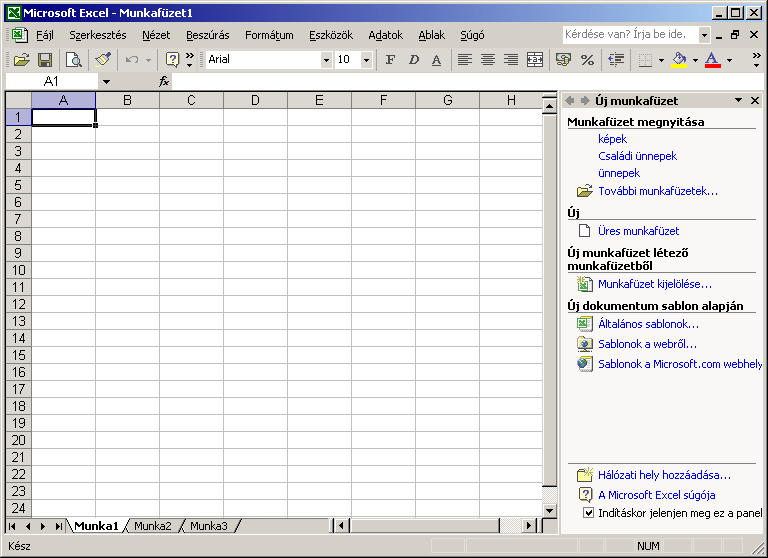 Microsoft Excel - Munkafüzet1
Fájl Szerkesztés Nézet Beszúrás Formátum Eszközök Adatok Ablak Súgó Kérdése van? Írja be ide.
Arial 10 F D A % A
A1 fx
A B C D E F G H
1
2
3
4
5
6
7
8
9
10
11
12
13
14
15
16
17
18
19
20
21
22
23
24
Új munkafüzet
Munkafüzet megnyitása
képek
Családi ünnepek
ünnepek
További munkafüzetek...
Új
Üres munkafüzet
Új munkafüzet létező
munkafüzetből
Munkafüzet kijelölése...
Új dokumentum sablon alapján
Általános sablonok...
Sablonok a webről...
Sablonok a Microsoft.com webhely
Hálózati hely hozzáadása...
A Microsoft Excel súgója
Indításkor jelenjen meg ez a panel
Munka1 Munka2 Munka3
Kész NUM